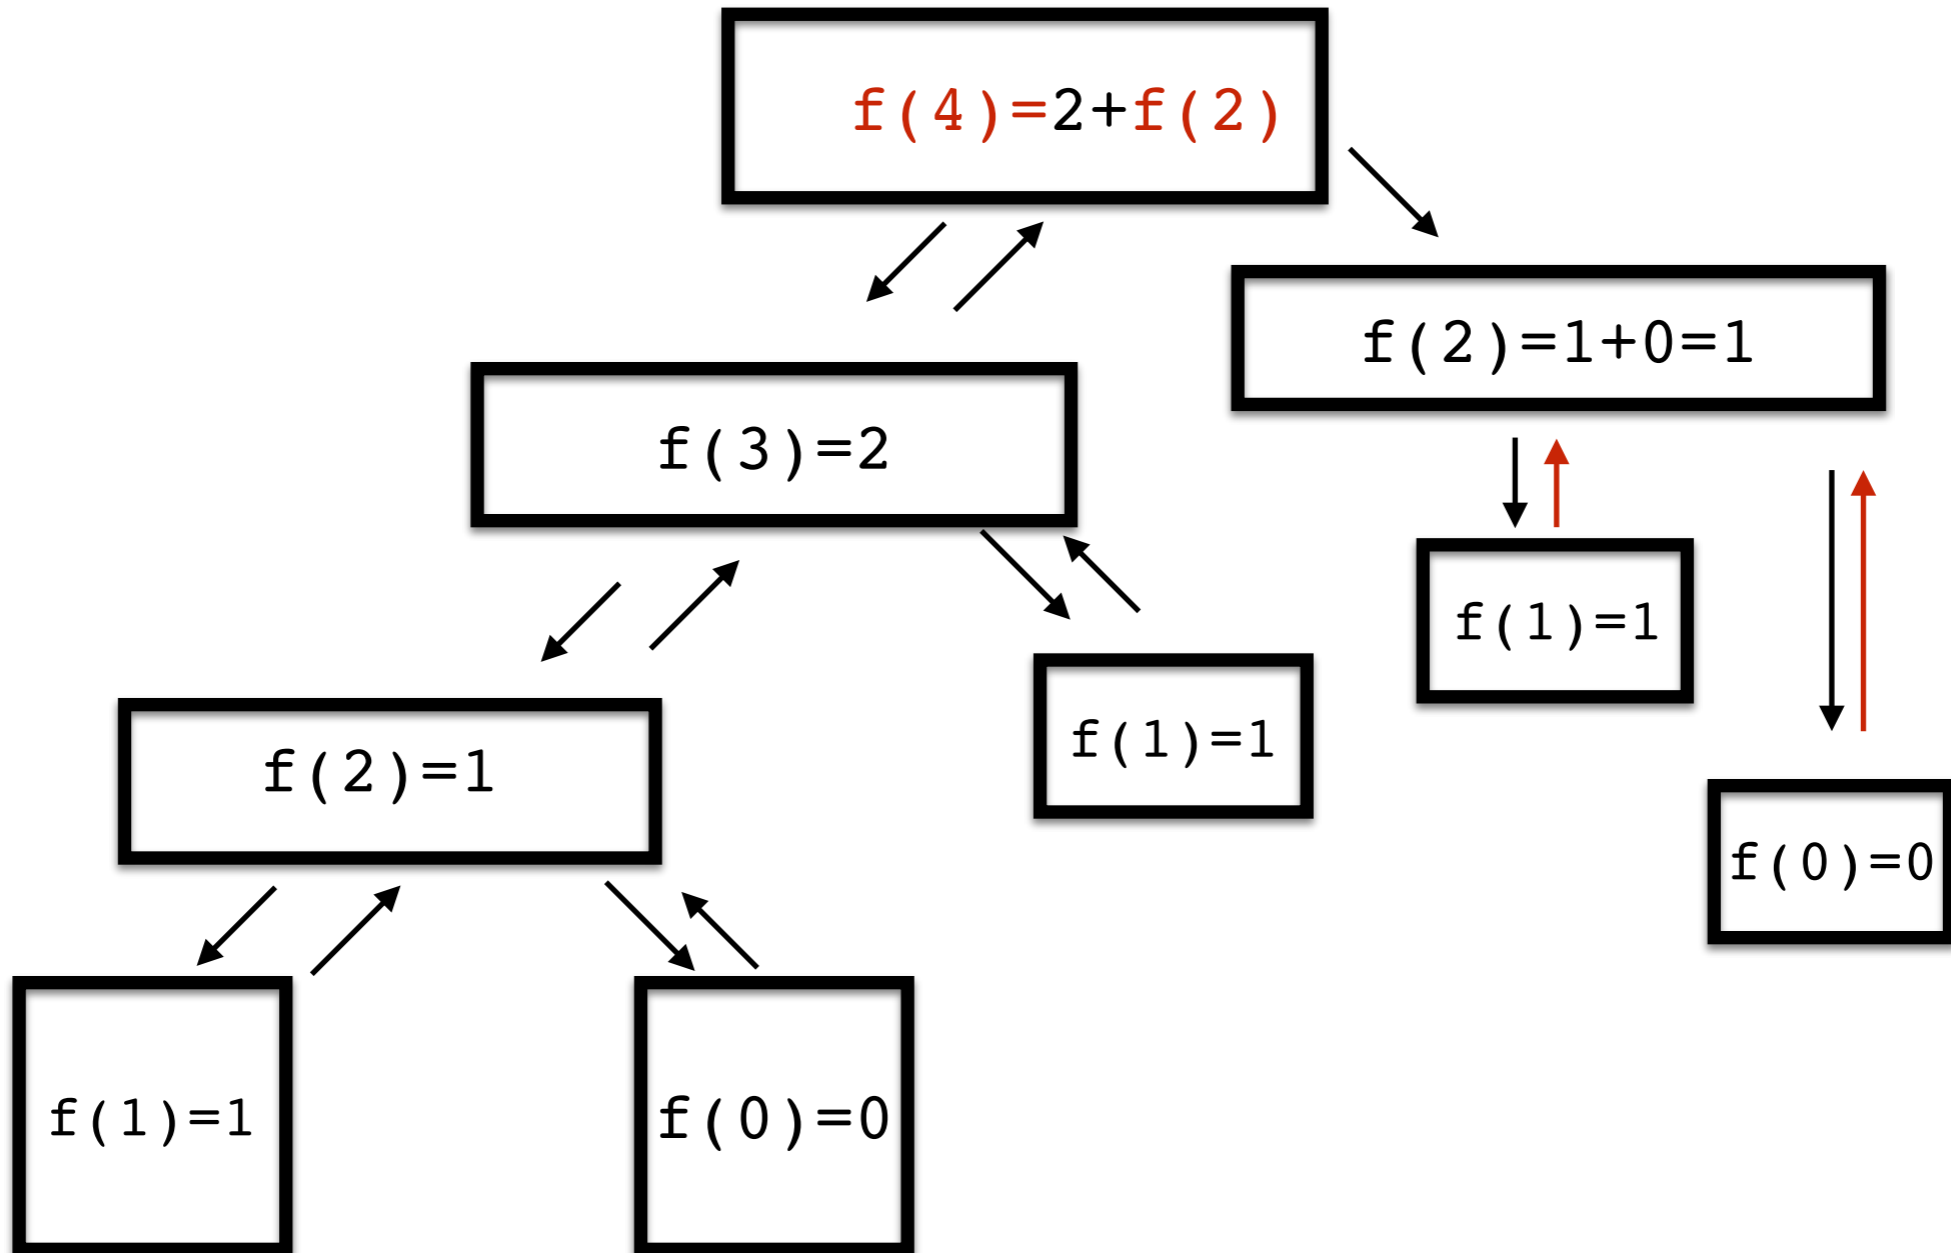 f(4)=2+f(2)
f(2)=1+0=1
f(3)=2
f(1)=1
f(1)=1
f(2)=1
f(0)=0
f(1)=1
f(0)=0